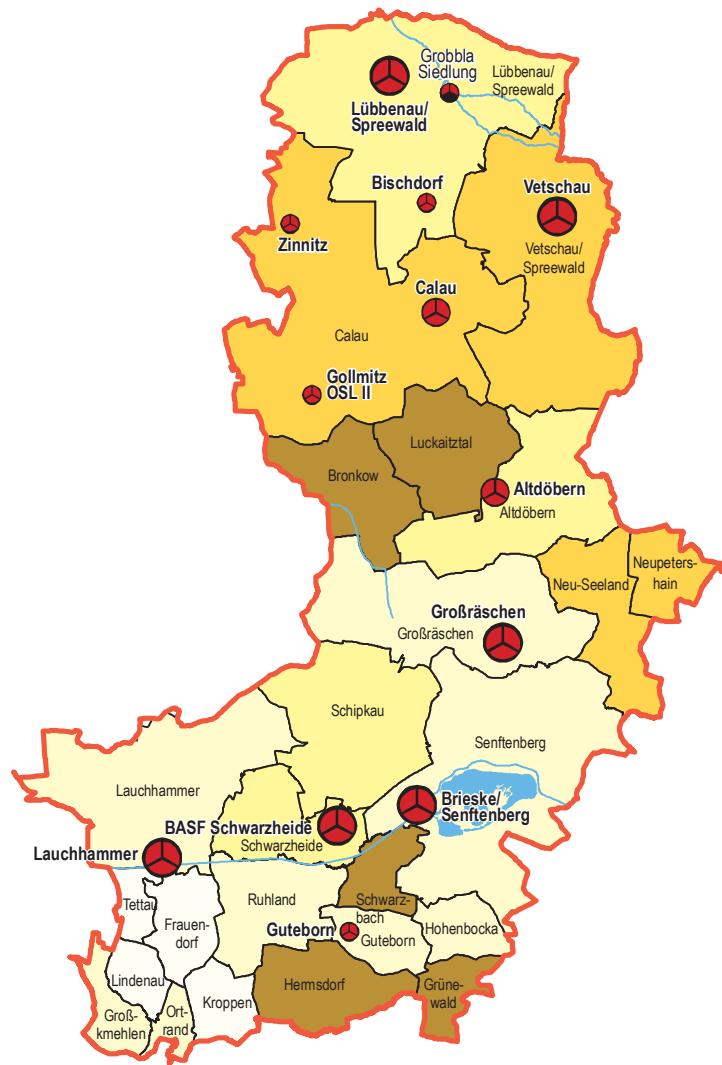 Grobbla
Siedlung
Lübbenau/
Spreewald
Lübbenau/
Spreewald
Bischdorf
Vetschau
Zinnitz
Vetschau/
Spreewald
Calau
Calau
Gollmitz
OSL II
Luckaitztal
Bronkow
Altdöbern
Altdöbern
Neupeters-
hain
Neu-Seeland
Großräschen
Großräschen
Schipkau
Senftenberg
Lauchhammer
Brieske/
Senftenberg
BASF Schwarzheide
Schwarzheide
Lauchhammer
Tettau
Ruhland
Schwarz-
bach
Frauen-
dorf
Guteborn
Guteborn
Hohenbocka
Lindenau
Hermsdorf
Grüne-
wald
Kroppen
Groß-
kmehlen
Ort-
rand